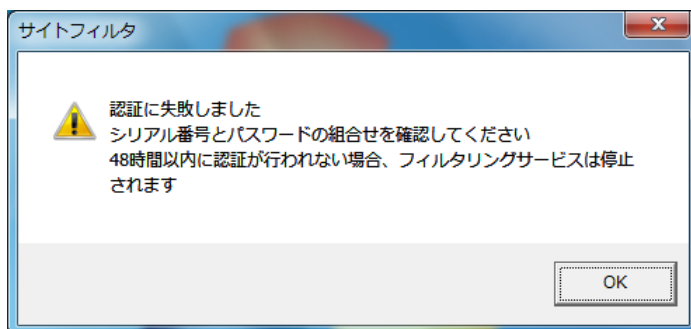 サイトフィルタ
認証に失敗しました
シリアル番号とパスワードの組合せを確認してください
48時間以内に認証が行われない場合、フィルタリングサービスは停止
されます
OK